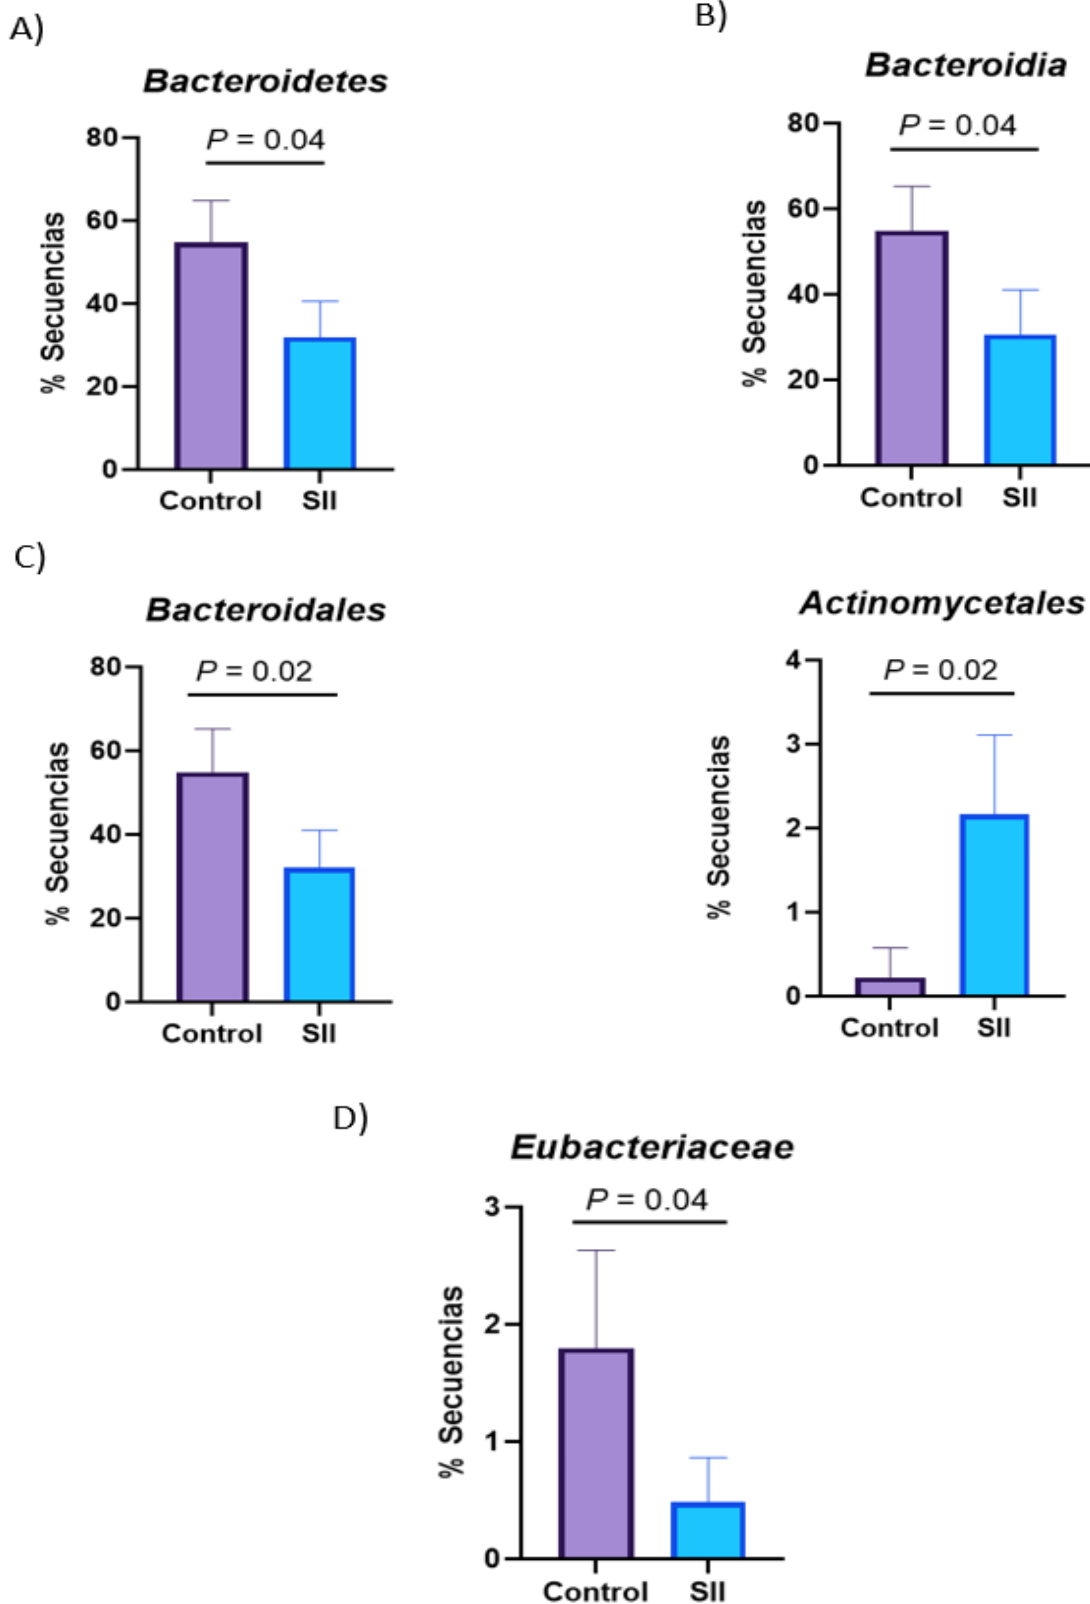 A)
Bacteroidetes
P = 0.04
% Secuencias
80
60
40
20
0
Control SII
B)
Bacteroidia
P = 0.04
% Secuencias
80
60
40
20
0
Control SII
C)
Bacteroidales
P = 0.02
% Secuencias
80
60
40
20
0
Control SII
Actinomycetales
P = 0.02
% Secuencias
4
3
2
1
0
Control SII
D)
Eubacteriaceae
P = 0.04
% Secuencias
3
2
1
0
Control SII